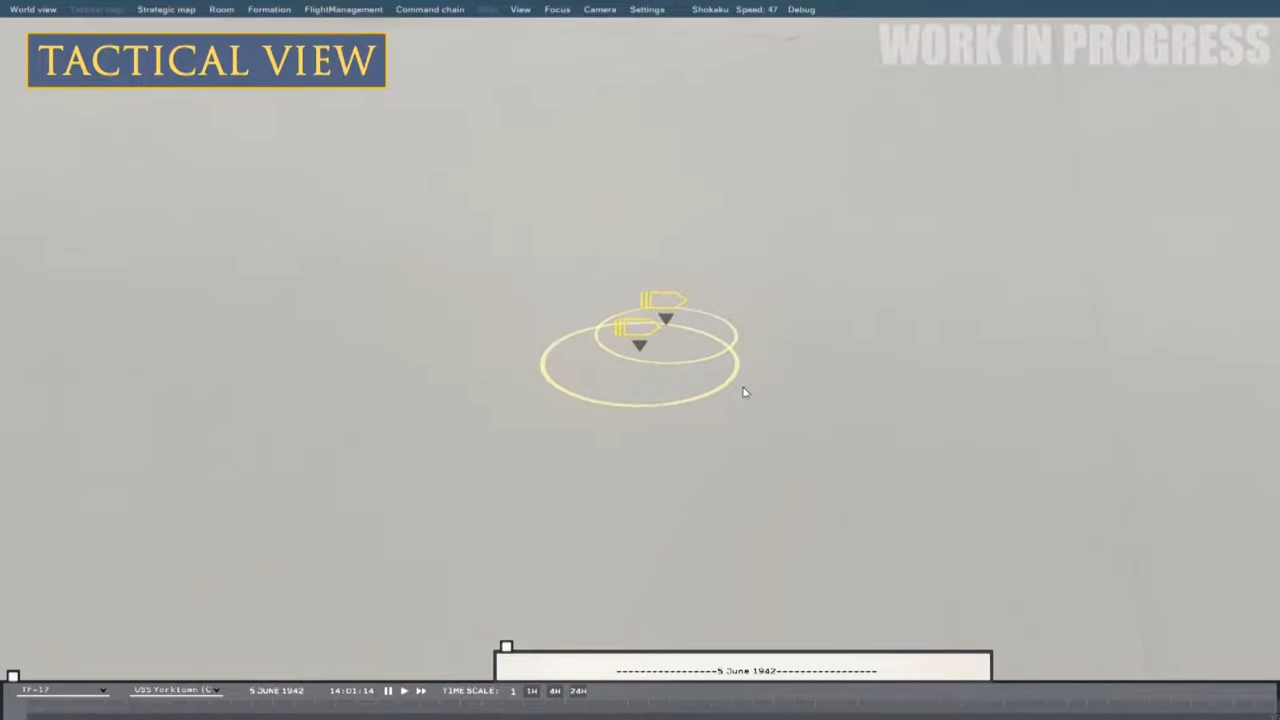 World view Tactical map Strategic map Room Formation FlightManagement Command chain View Focus Camera Settings Shokaku Speed: 47 Debug
TACTICAL VIEW
WORK IN PROGRESS
--------------------5 June 1942------------------
TF-17 USS Yorktown (C 5 JUNE 1942 14:01:14 TIME SCALE: 1 1H 4H 24H